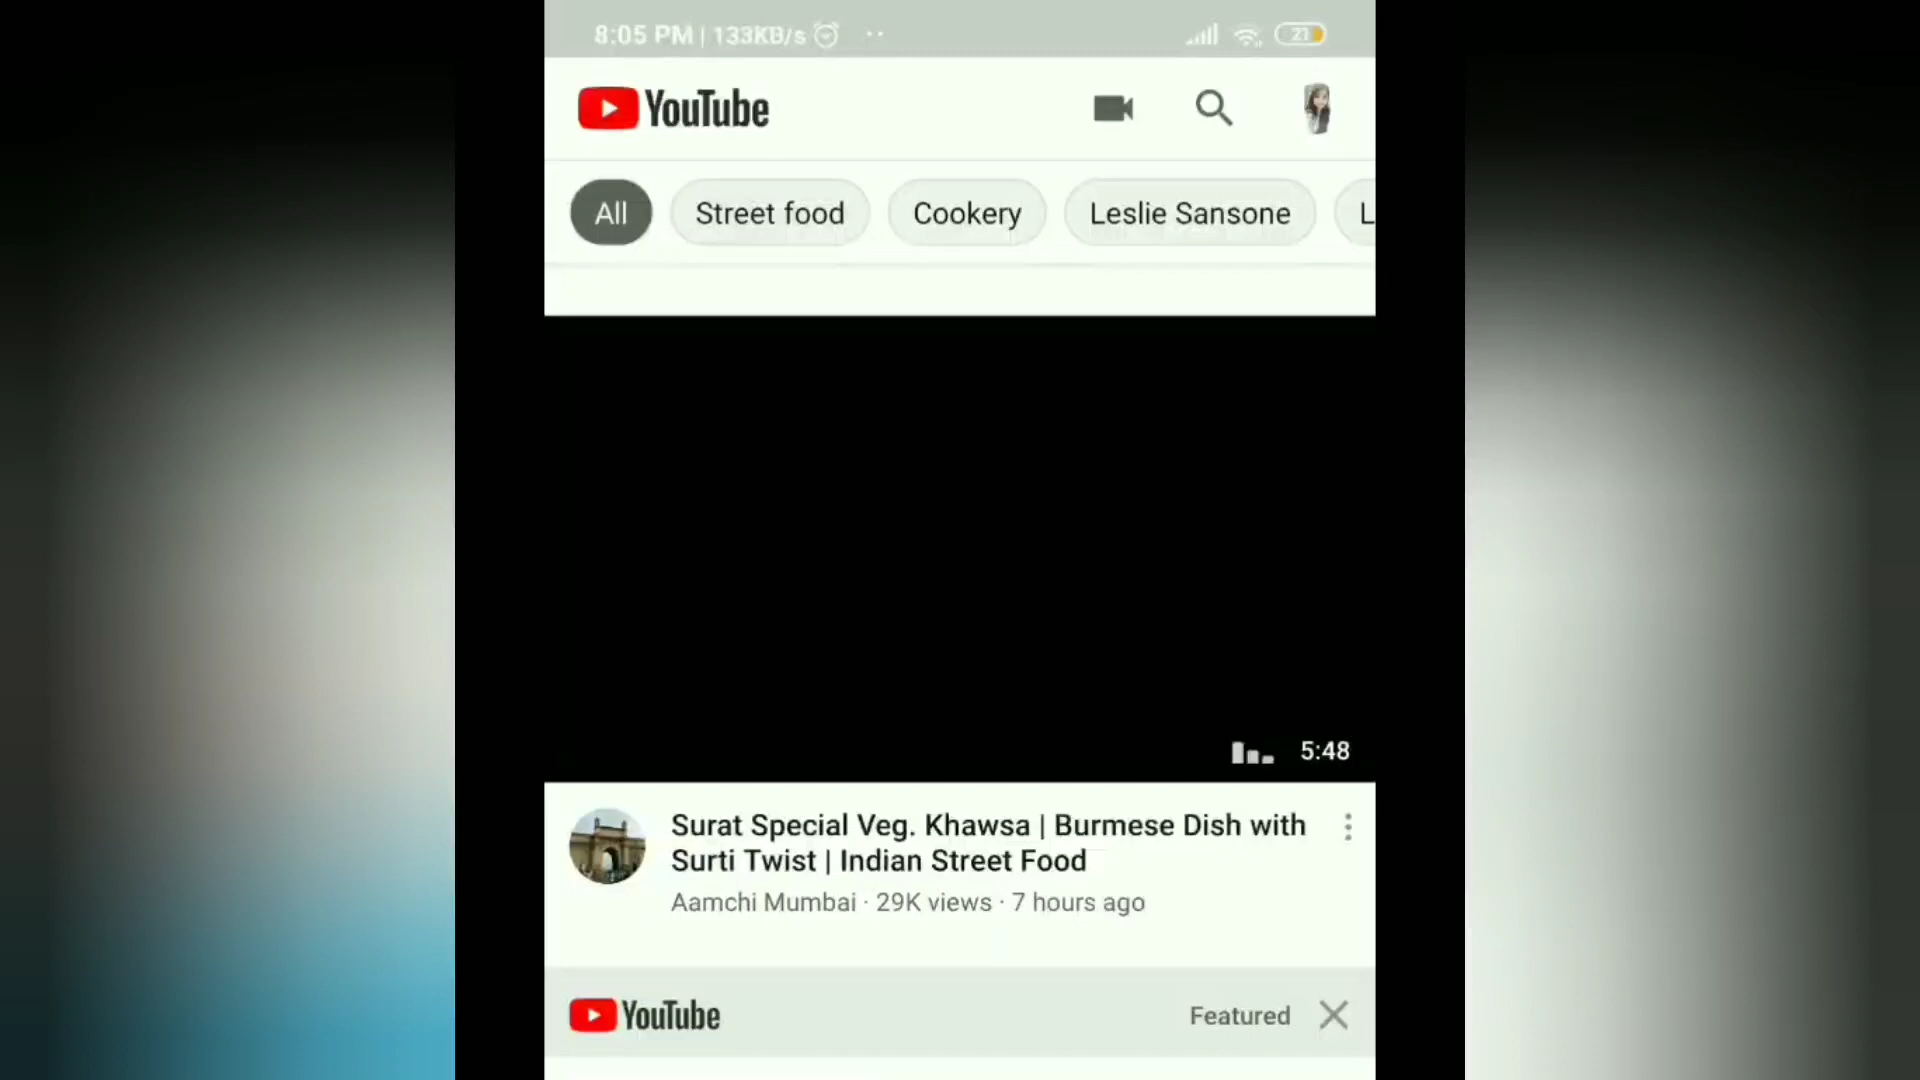 8:05 PM | 133KB/s
21
YouTube
All
Street food
Cookery
Leslie Sansone
L
5:48
Surat Special Veg. Khawsa | Burmese Dish with
Surti Twist | Indian Street Food
Aamchi Mumbai · 29K views · 7 hours ago
YouTube
Featured